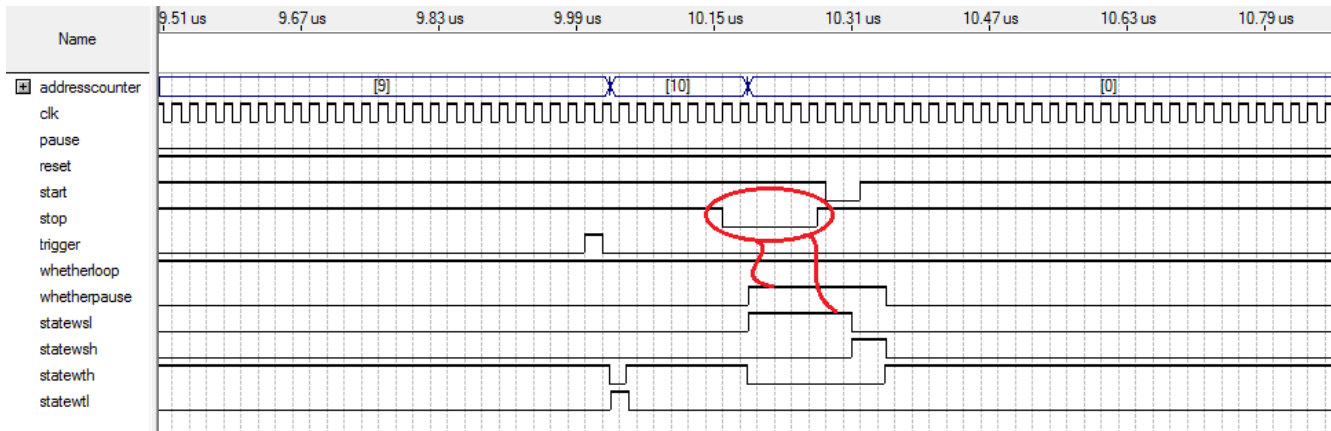 9.51 us 9.67 us 9.83 us 9.99 us 10.15 us 10.31 us 10.47 us 10.63 us 10.79 us
Name
addresscounter [9] [10] [0]
clk
pause
reset
start
stop
trigger
whetherloop
whetherpause
statewsl
statewsh
statewth
statewtl